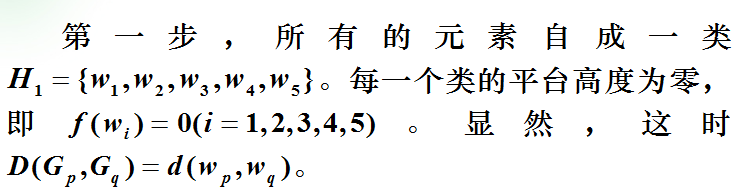 第一步，所有的元素自成一类
H₁ = {w₁,w₂,w₃,w₄,w₅}。每一个类的平台高度为零，
即 f(wᵢ) = 0(i = 1,2,3,4,5) 。显然，这时
D(G_p,G_q) = d(w_p,w_q)。